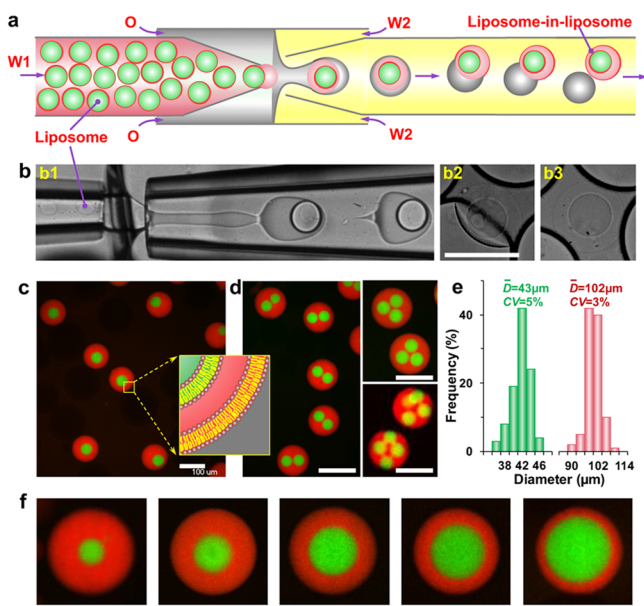 a
O
W2
Liposome-in-liposome
W1
Liposome
O
W2
b
b1
b2
b3
c
d
e
100 um
D̄=43µm
CV=5%
D̄=102µm
CV=3%
Frequency (%)
40
20
0
38 42 46
90 102 114
Diameter (µm)
f